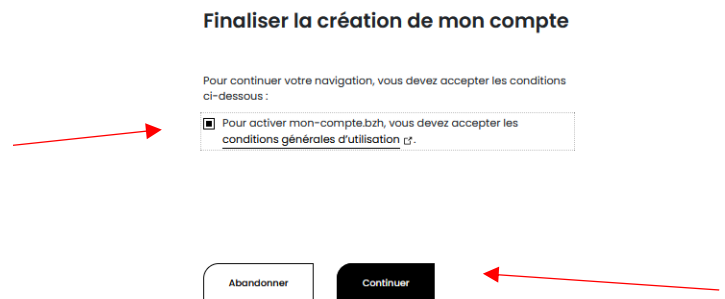 Finaliser la création de mon compte
Pour continuer votre navigation, vous devez accepter les conditions
ci-dessous :
Pour activer mon-compte.bzh, vous devez accepter les
conditions générales d'utilisation.
Abandonner
Continuer